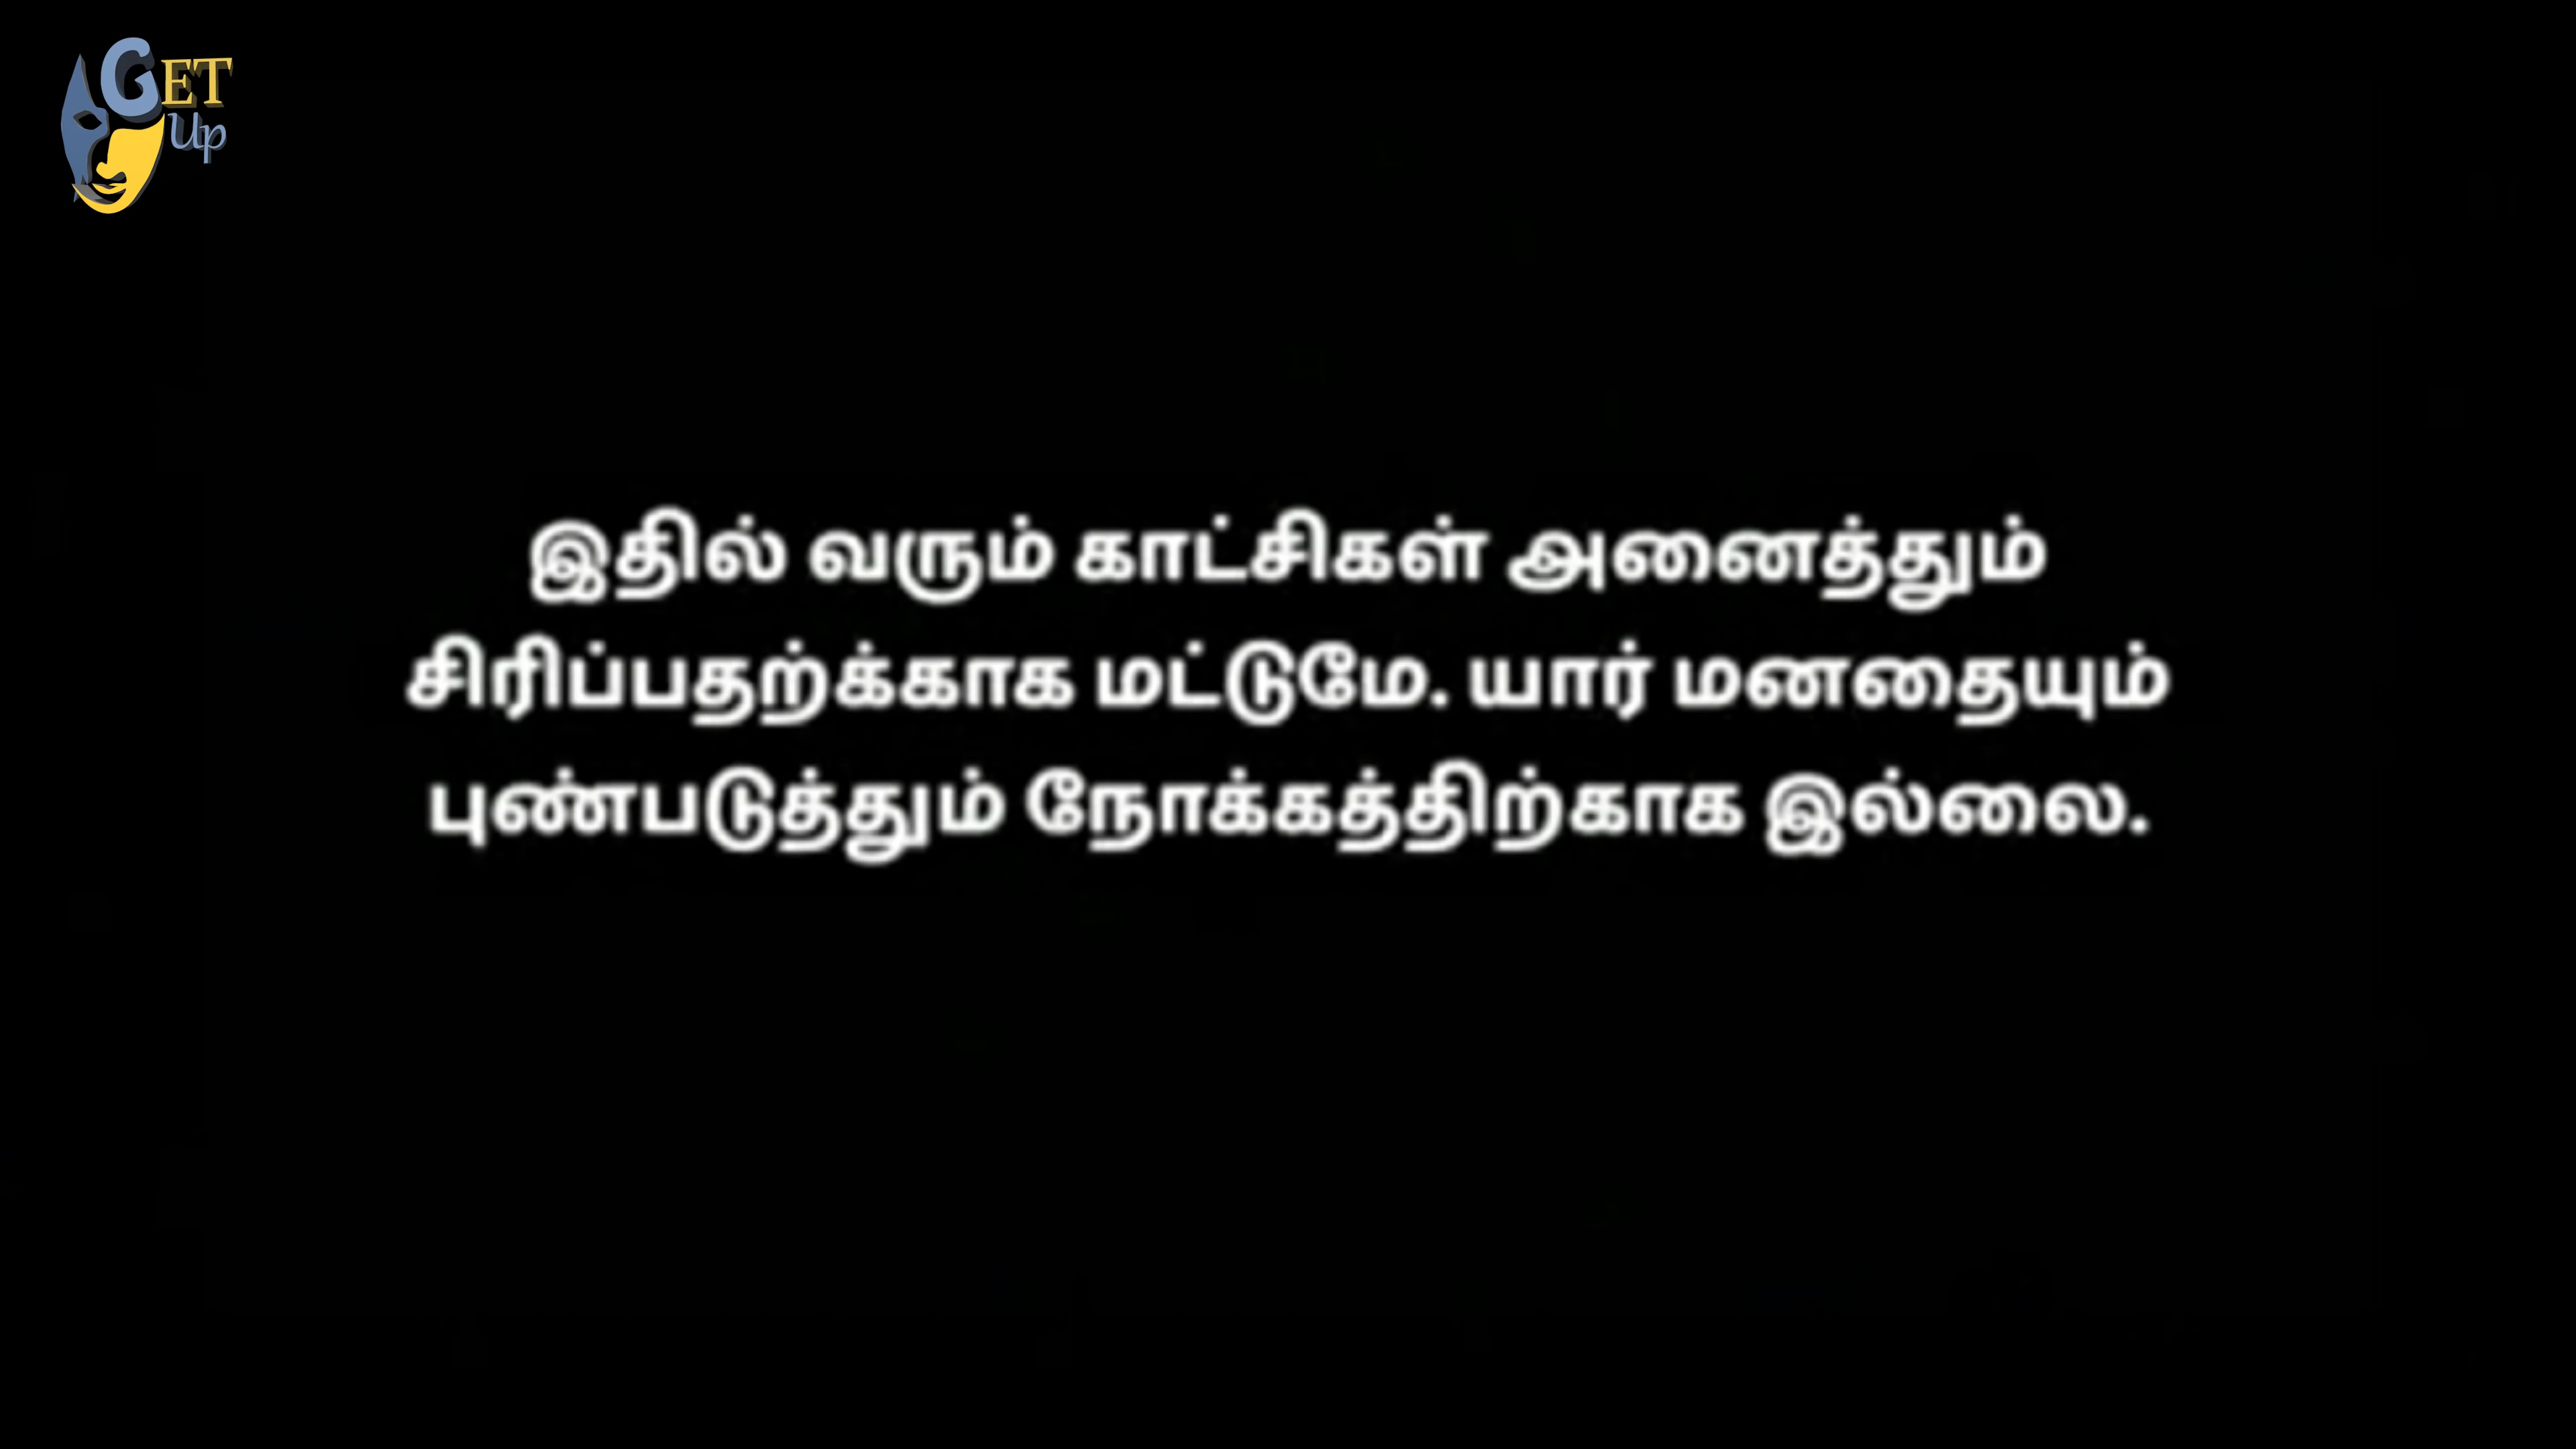 GET
Up
இதில் வரும் காட்சிகள் அனைத்தும்
சிரிப்பதற்க்காக மட்டுமே. யார் மனதையும்
புண்படுத்தும் நோக்கத்திற்காக இல்லை.